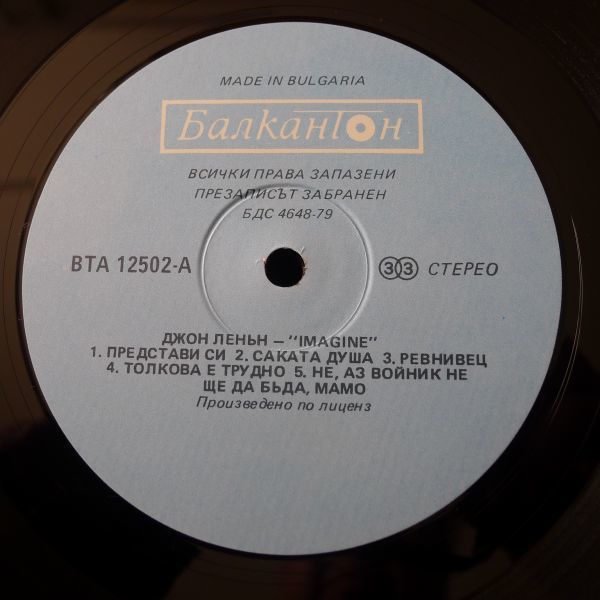 MADE IN BULGARIA
Балкантон
ВСИЧКИ ПРАВА ЗАПАЗЕНИ
ПРЕЗАПИСЪТ ЗАБРАНЕН
БДС 4648-79
ВТА 12502-А
33 СТЕРЕО
ДЖОН ЛЕНЪН – "IMAGINE"
1. ПРЕДСТАВИ СИ 2. САКАТА ДУША 3. РЕВНИВЕЦ
4. ТОЛКОВА Е ТРУДНО 5. НЕ, АЗ ВОЙНИК НЕ
ЩЕ ДА БЪДА, МАМО
Произведено по лиценз